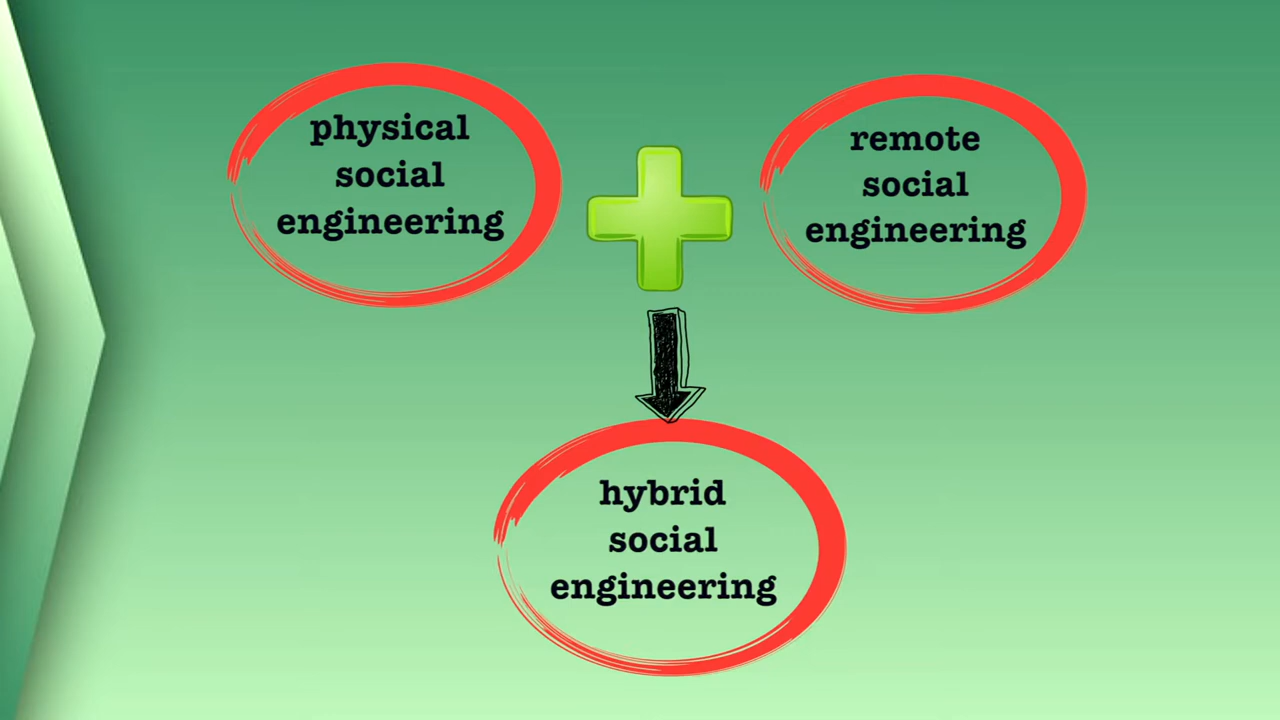 physical
social
engineering
remote
social
engineering
hybrid
social
engineering